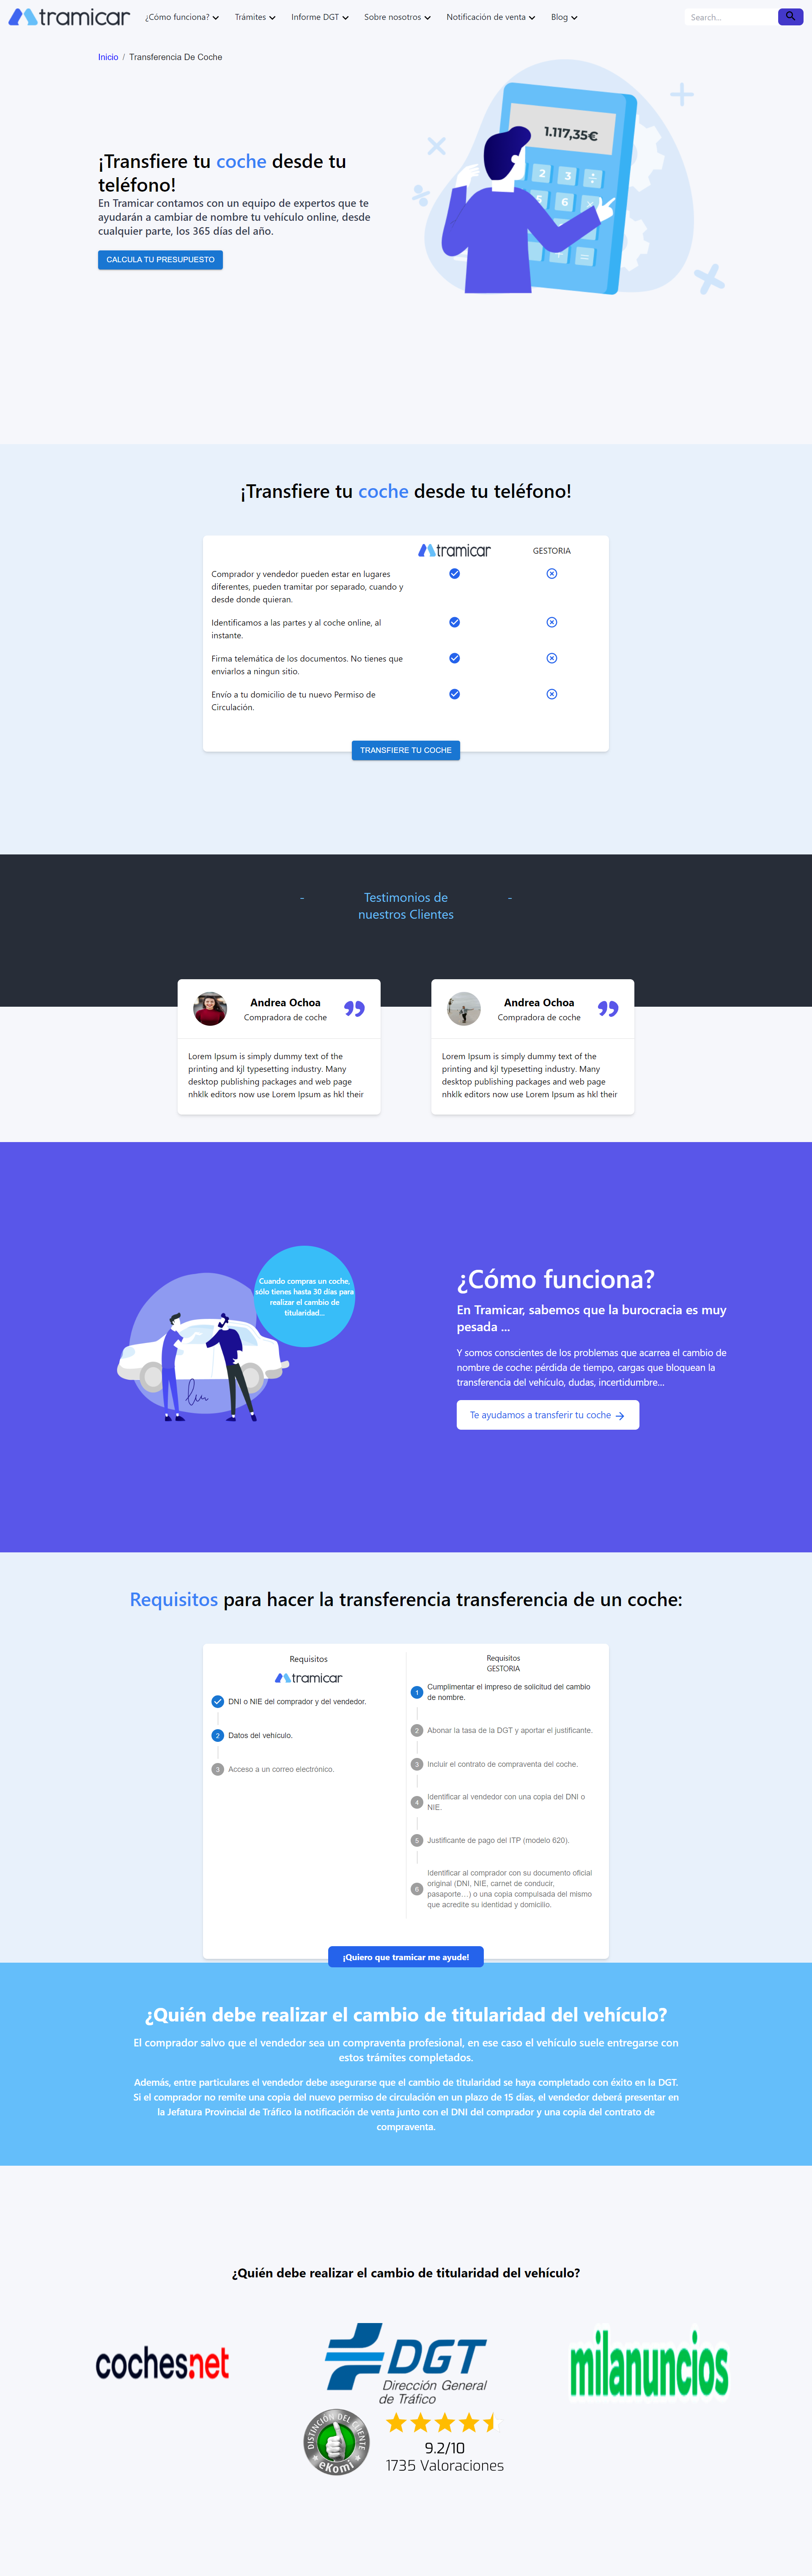 tramicar
¿Cómo funciona?
Trámites
Informe DGT
Sobre nosotros
Notificación de venta
Blog
Search...
Inicio / Transferencia De Coche
¡Transfiere tu coche desde tu
teléfono!
En Tramicar contamos con un equipo de expertos que te
ayudarán a cambiar de nombre tu vehículo online, desde
cualquier parte, los 365 días del año.
CALCULA TU PRESUPUESTO
1.117,35€
2 3 ÷
5 6 ×
+ =
¡Transfiere tu coche desde tu teléfono!
tramicar
GESTORIA
Comprador y vendedor pueden estar en lugares
diferentes, pueden tramitar por separado, cuando y
desde donde quieran.
Identificamos a las partes y al coche online, al
instante.
Firma telemática de los documentos. No tienes que
enviarlos a ningun sitio.
Envío a tu domicilio de tu nuevo Permiso de
Circulación.
TRANSFIERE TU COCHE
- Testimonios de -
nuestros Clientes
Andrea Ochoa
Compradora de coche
Lorem Ipsum is simply dummy text of the
printing and kjl typesetting industry. Many
desktop publishing packages and web page
nhklk editors now use Lorem Ipsum as hkl their
Andrea Ochoa
Compradora de coche
Lorem Ipsum is simply dummy text of the
printing and kjl typesetting industry. Many
desktop publishing packages and web page
nhklk editors now use Lorem Ipsum as hkl their
Cuando compras un coche,
sólo tienes hasta 30 días para
realizar el cambio de
titularidad...
¿Cómo funciona?
En Tramicar, sabemos que la burocracia es muy
pesada ...
Y somos conscientes de los problemas que acarrea el cambio de
nombre de coche: pérdida de tiempo, cargas que bloquean la
transferencia del vehículo, dudas, incertidumbre...
Te ayudamos a transferir tu coche
Requisitos para hacer la transferencia transferencia de un coche:
Requisitos
tramicar
DNI o NIE del comprador y del vendedor.
2 Datos del vehículo.
3 Acceso a un correo electrónico.
Requisitos
GESTORIA
1 Cumplimentar el impreso de solicitud del cambio
de nombre.
2 Abonar la tasa de la DGT y aportar el justificante.
3 Incluir el contrato de compraventa del coche.
4 Identificar al vendedor con una copia del DNI o
NIE.
5 Justificante de pago del ITP (modelo 620).
6 Identificar al comprador con su documento oficial
original (DNI, NIE, carnet de conducir,
pasaporte…) o una copia compulsada del mismo
que acredite su identidad y domicilio.
¡Quiero que tramicar me ayude!
¿Quién debe realizar el cambio de titularidad del vehículo?
El comprador salvo que el vendedor sea un compraventa profesional, en ese caso el vehículo suele entregarse con
estos trámites completados.
Además, entre particulares el vendedor debe asegurarse que el cambio de titularidad se haya completado con éxito en la DGT.
Si el comprador no remite una copia del nuevo permiso de circulación en un plazo de 15 días, el vendedor deberá presentar en
la Jefatura Provincial de Tráfico la notificación de venta junto con el DNI del comprador y una copia del contrato de
compraventa.
¿Quién debe realizar el cambio de titularidad del vehículo?
coches.net
DGT
Dirección General
de Tráfico
milanuncios
DISTINCIÓN DEL CLIENTE
eKomi
9.2/10
1735 Valoraciones